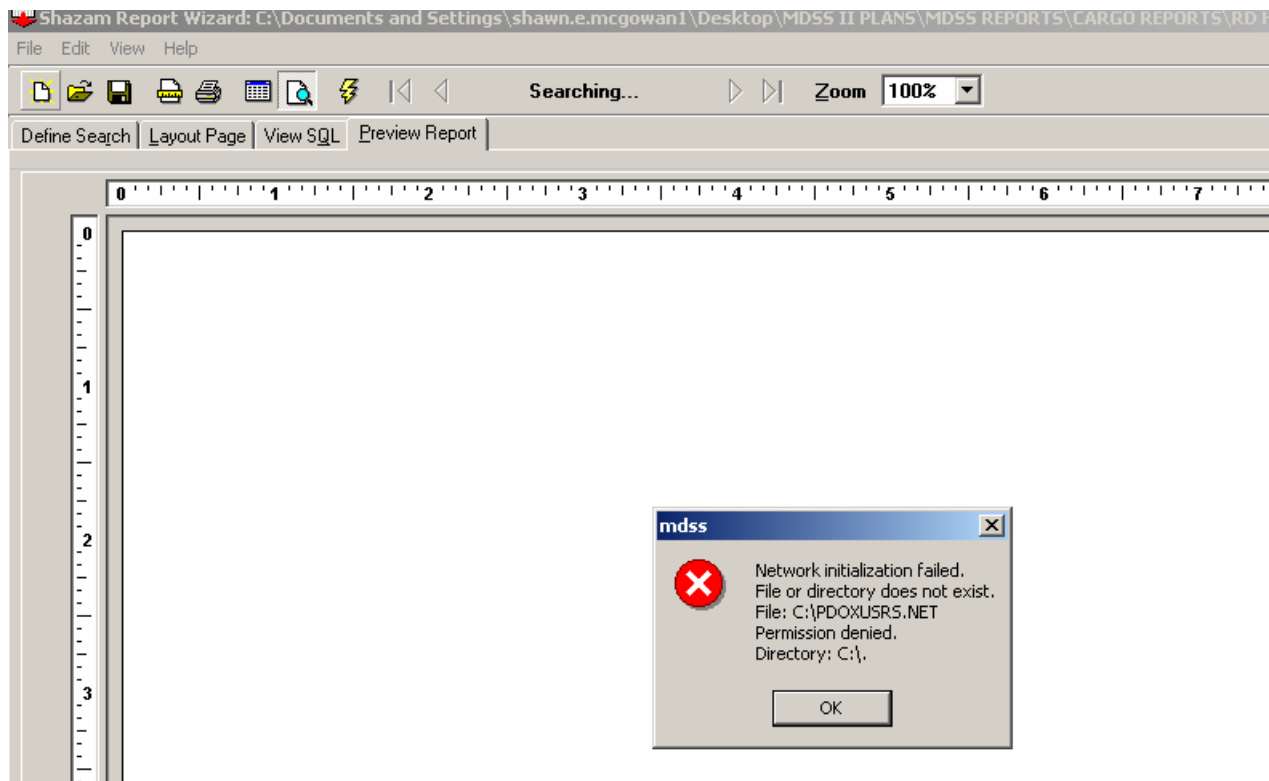 Shazam Report Wizard: C:\Documents and Settings\shawn.e.mcgowan1\Desktop\MDSS II PLANS\MDSS REPORTS\CARGO REPORTS\RD
File Edit View Help
Searching... Zoom 100%
Define Search Layout Page View SQL Preview Report
0 1 2 3 4 5 6 7
0
1
2
3
mdss
Network initialization failed.
File or directory does not exist.
File: C:\PDOXUSRS.NET
Permission denied.
Directory: C:\.
OK